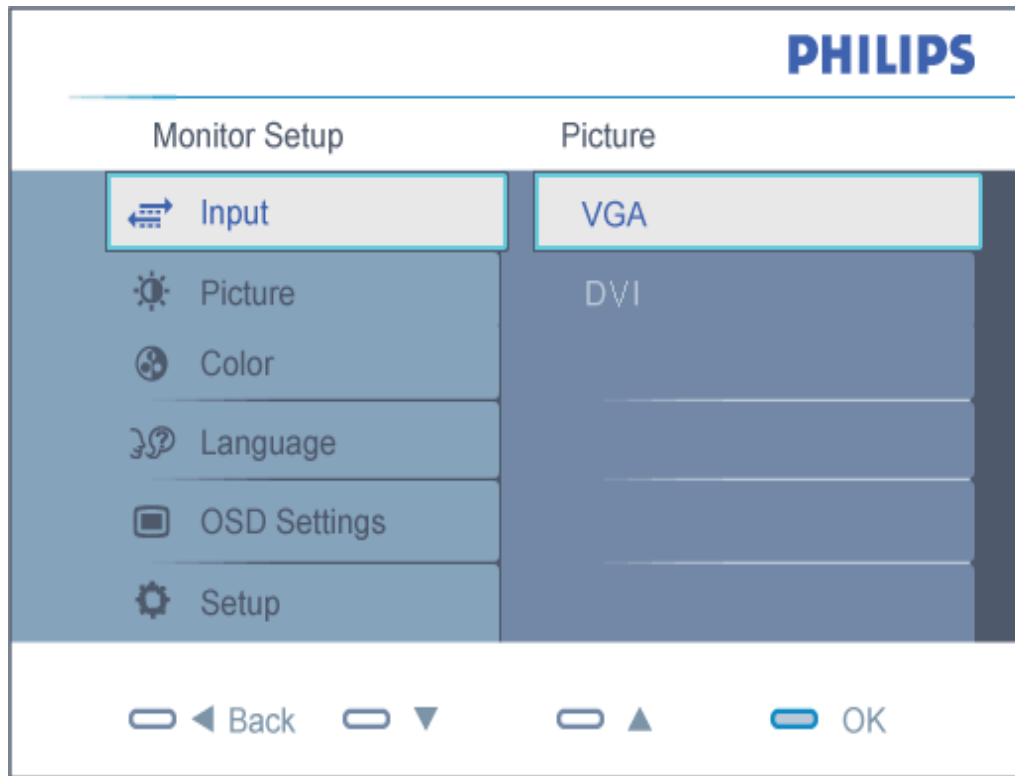 PHILIPS
Monitor Setup Picture
Input VGA
Picture DVI
Color
Language
OSD Settings
Setup
Back OK